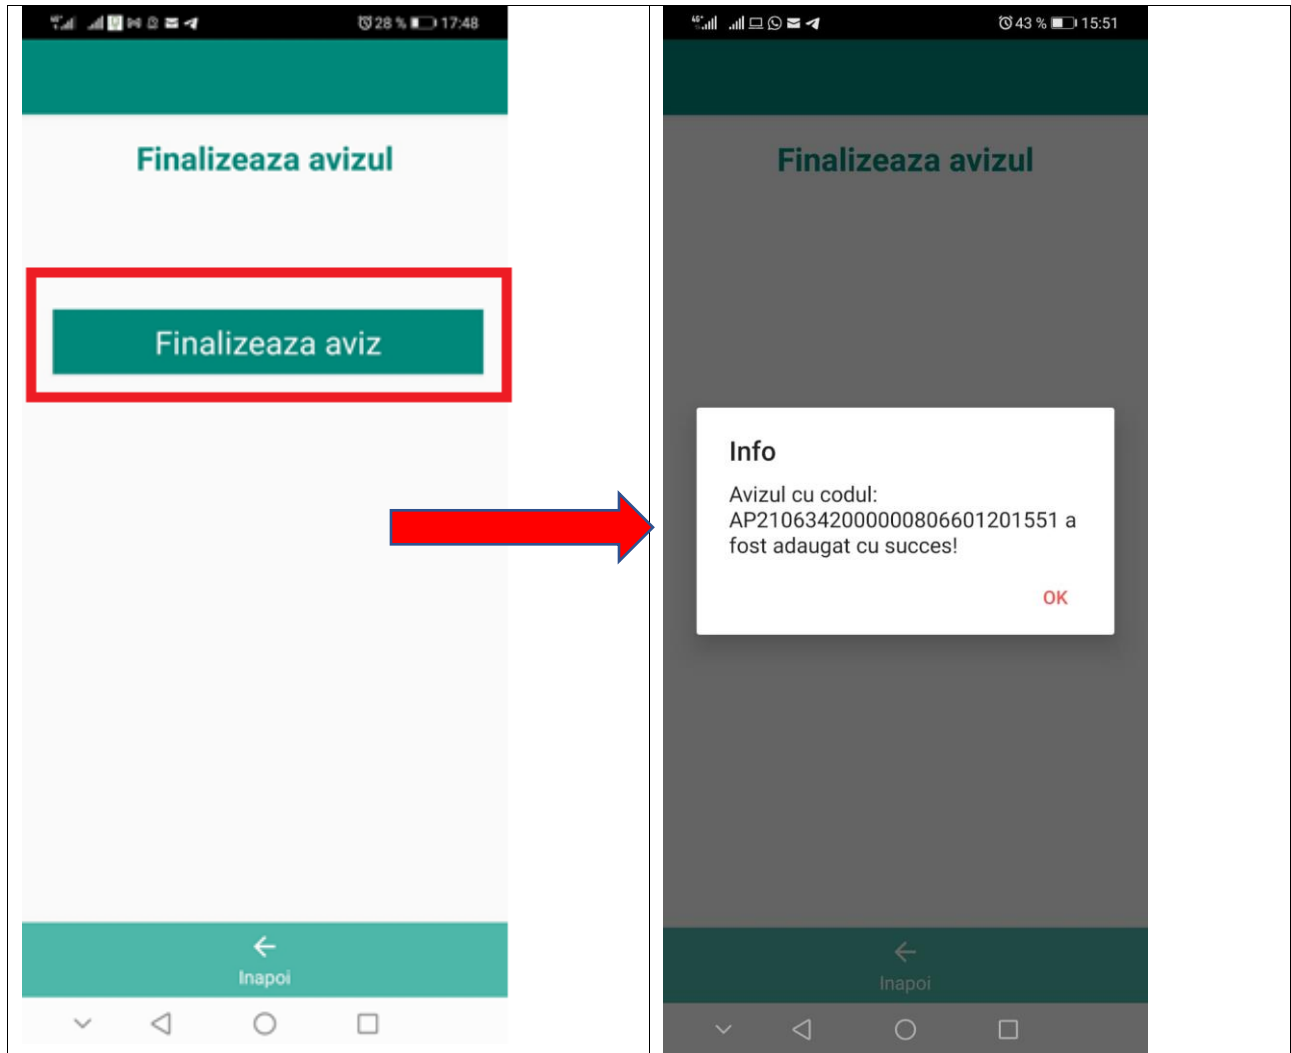 28 % 17:48
Finalizeaza avizul
Finalizeaza aviz
Inapoi
43 % 15:51
Finalizeaza avizul
Info
Avizul cu codul:
AP2106342000000806601201551 a
fost adaugat cu succes!
OK
Inapoi